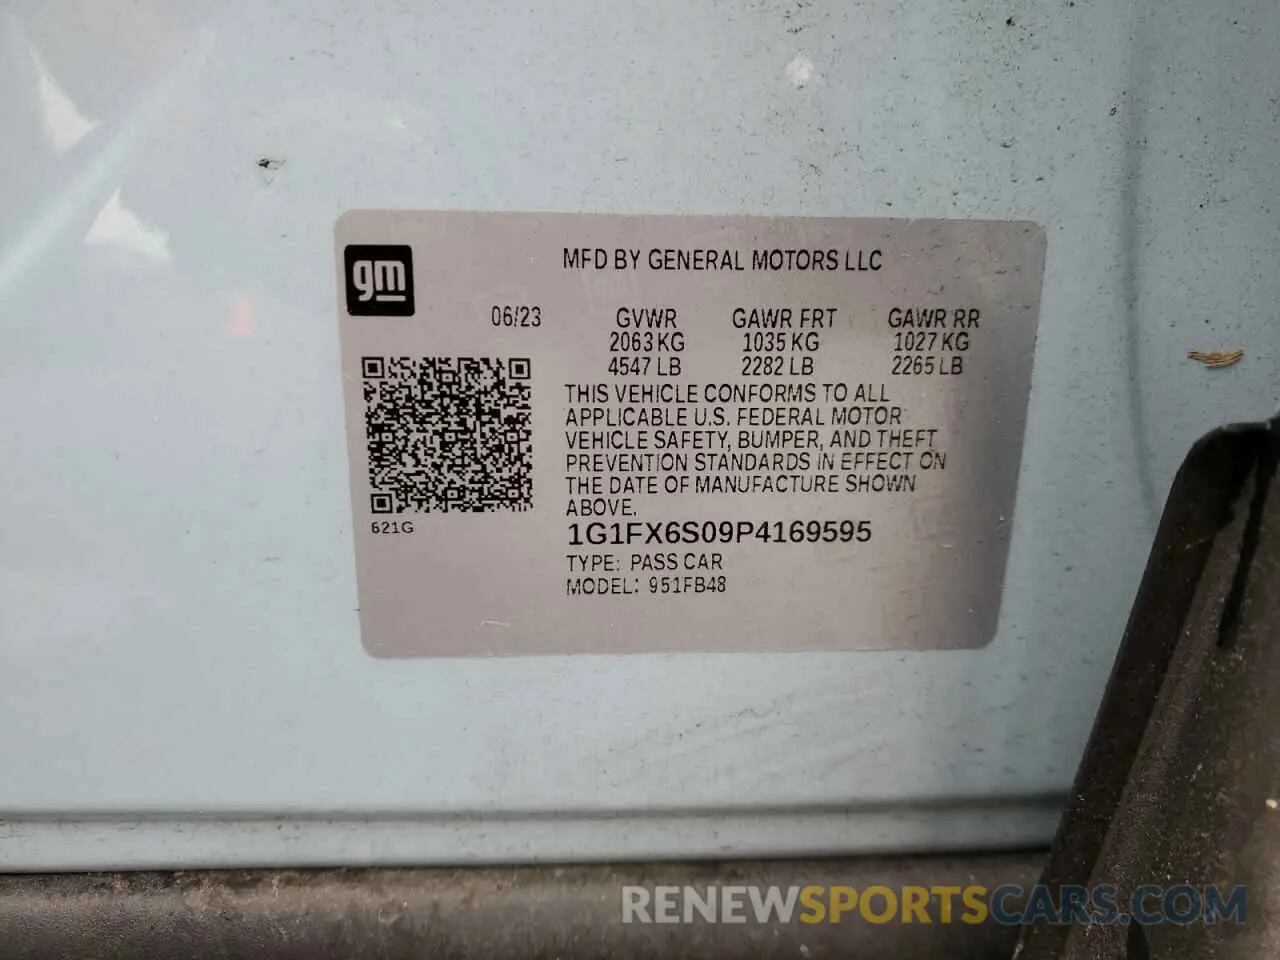 gm
MFD BY GENERAL MOTORS LLC
06/23 GVWR GAWR FRT GAWR RR
2063 KG 1035 KG 1027 KG
4547 LB 2282 LB 2265 LB
THIS VEHICLE CONFORMS TO ALL
APPLICABLE U.S. FEDERAL MOTOR
VEHICLE SAFETY, BUMPER, AND THEFT
PREVENTION STANDARDS IN EFFECT ON
THE DATE OF MANUFACTURE SHOWN
ABOVE.
621G
1G1FX6S09P4169595
TYPE: PASS CAR
MODEL: 951FB48
RENEWSPORTSCARS.COM